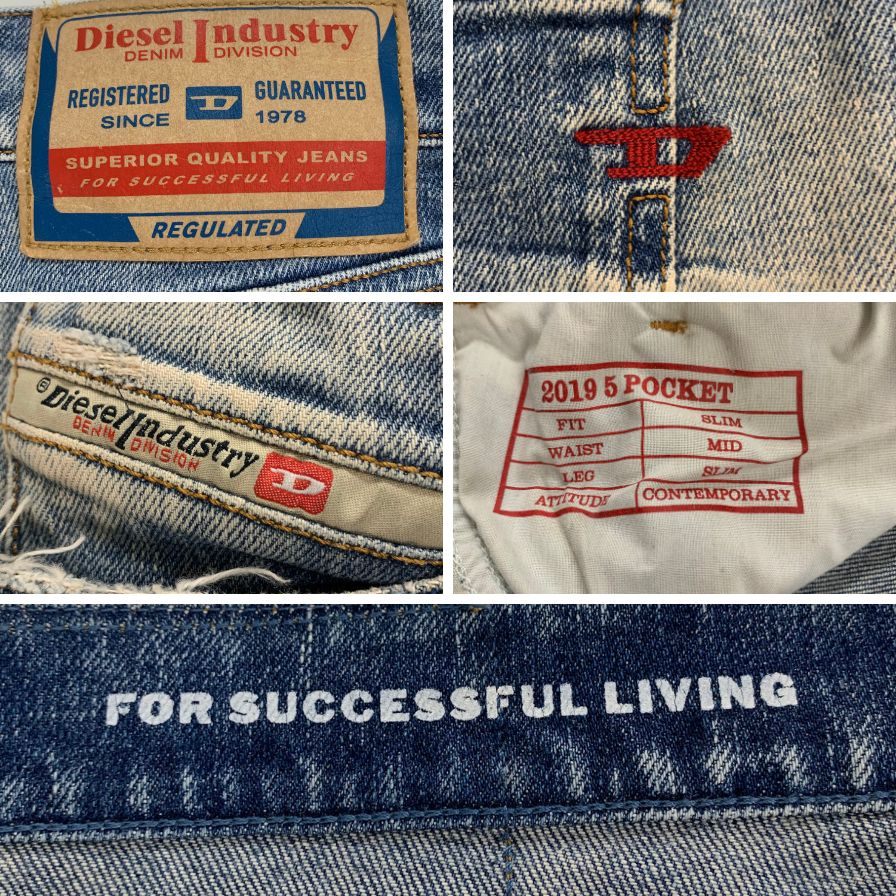 Diesel Industry
DENIM DIVISION
REGISTERED D GUARANTEED
SINCE 1978
SUPERIOR QUALITY JEANS
FOR SUCCESSFUL LIVING
REGULATED
D
® Diesel Industry D
DENIM DIVISION
2019 5 POCKET
FIT SLIM
WAIST MID
LEG SLIM
ATTITUDE CONTEMPORARY
FOR SUCCESSFUL LIVING